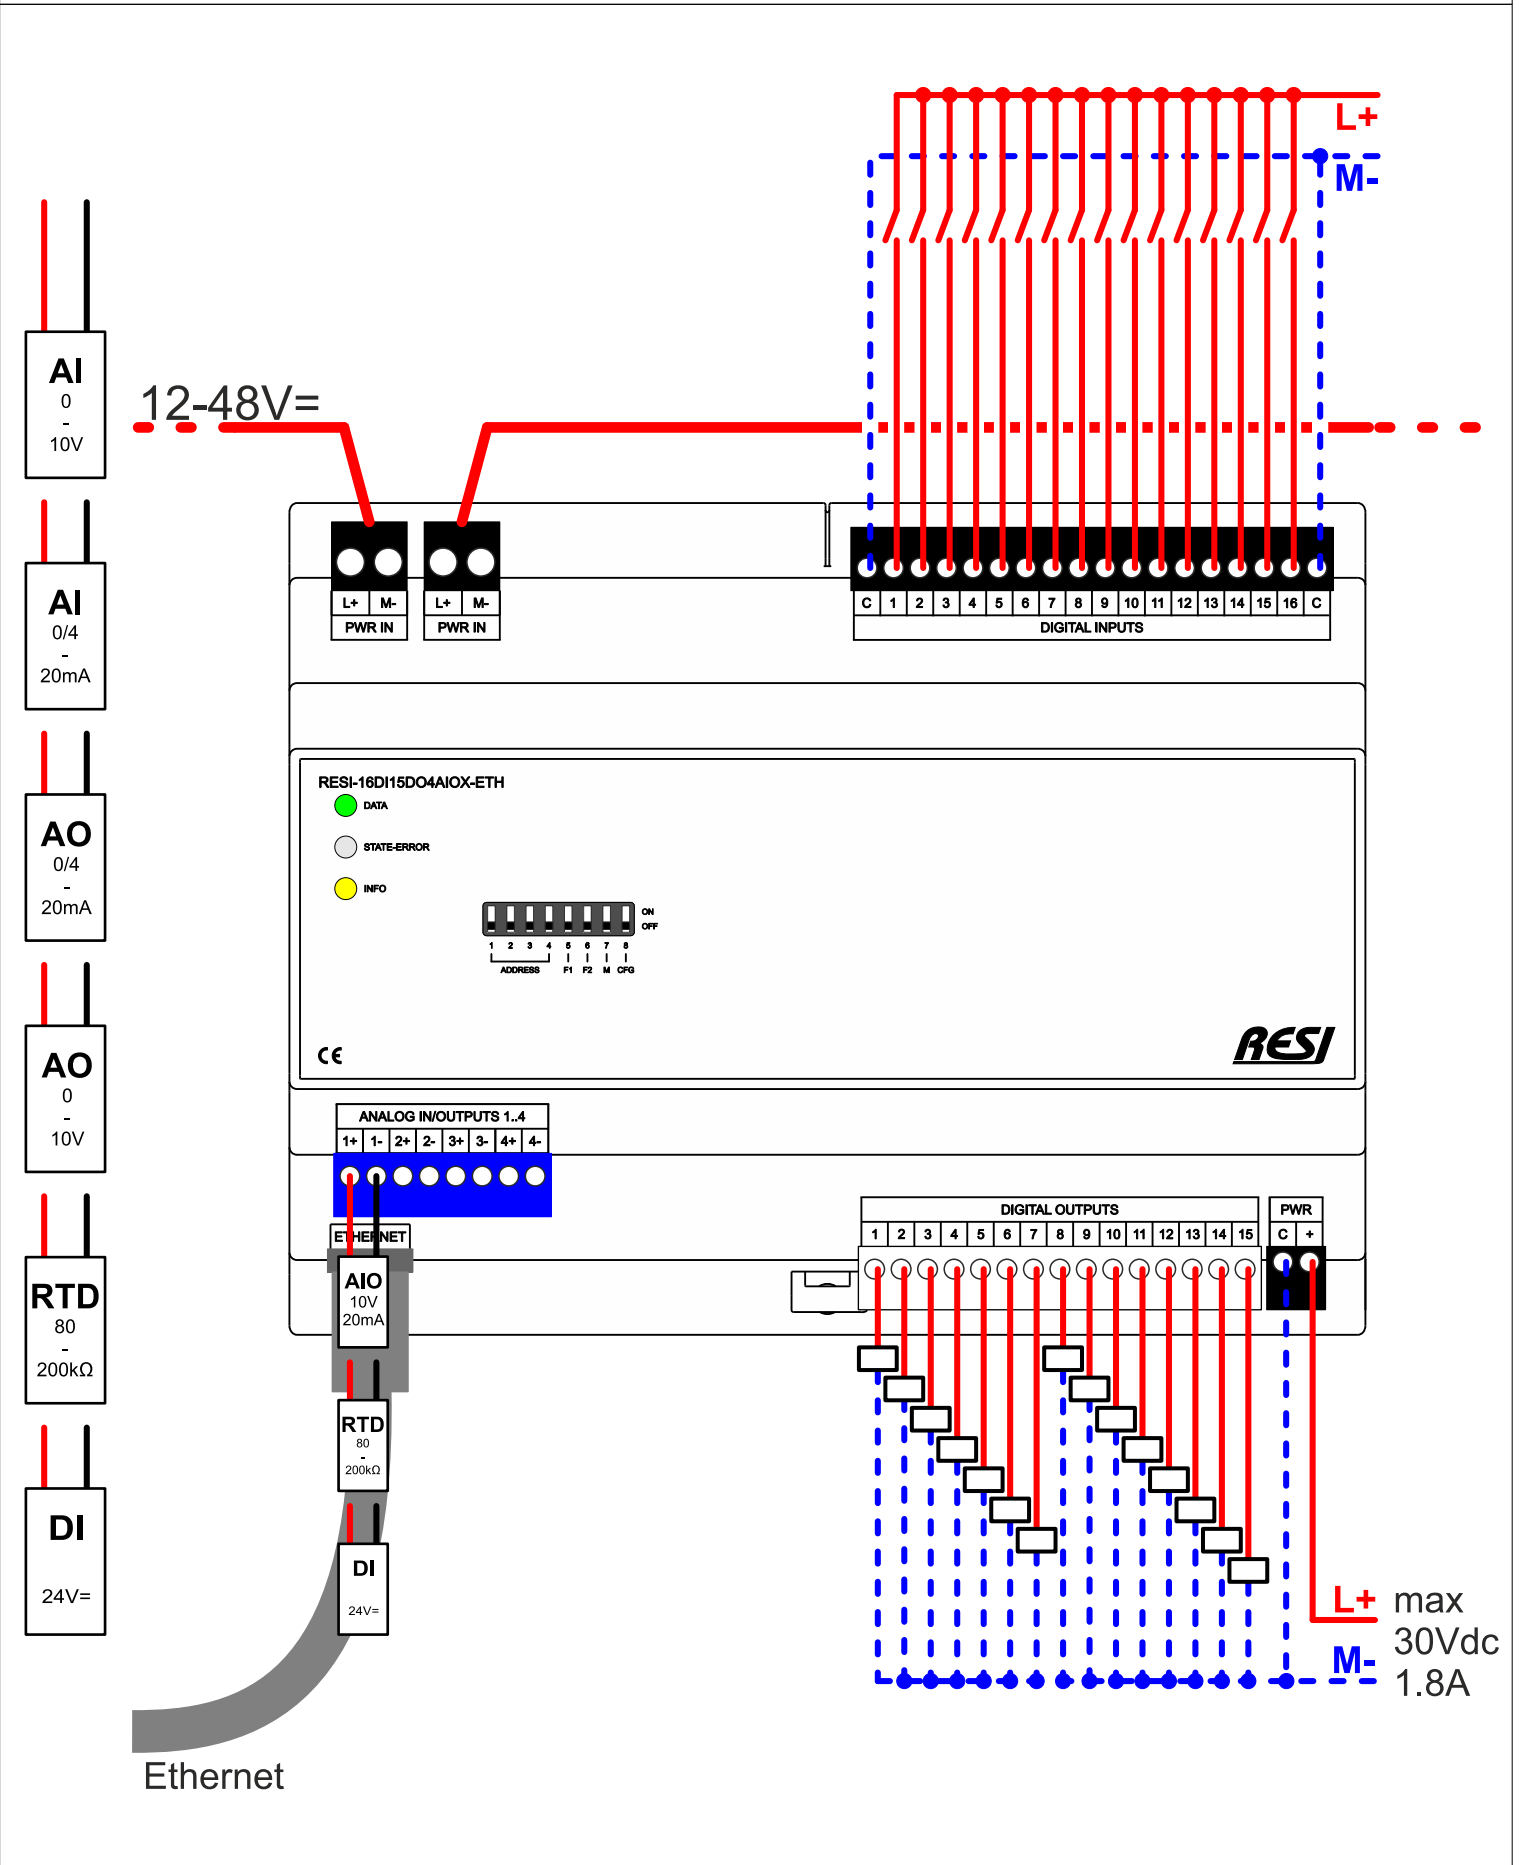 L+
M-
AI
0
-
10V
12-48V=
AI
0/4
-
20mA
L+ M- L+ M-
PWR IN PWR IN
C 1 2 3 4 5 6 7 8 9 10 11 12 13 14 15 16 C
DIGITAL INPUTS
AO
0/4
-
20mA
RESI-16DI15DO4AIOX-ETH
DATA
STATE-ERROR
INFO
ON
OFF
1 2 3 4 5 6 7 8
ADDRESS F1 F2 M CFG
AO
0
-
10V
CE
RESI
ANALOG IN/OUTPUTS 1..4
1+ 1- 2+ 2- 3+ 3- 4+ 4-
ETHERNET
DIGITAL OUTPUTS PWR
1 2 3 4 5 6 7 8 9 10 11 12 13 14 15 C +
RTD
80
-
200kΩ
AIO
10V
20mA
RTD
80
-
200kΩ
DI
24V=
DI
24V=
L+ max
30Vdc
M- 1.8A
Ethernet